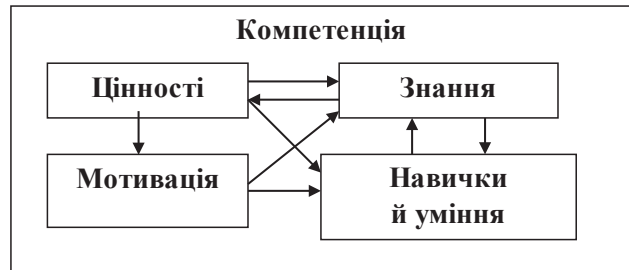 Компетенція
Цінності
Знання
Мотивація
Навички
й уміння